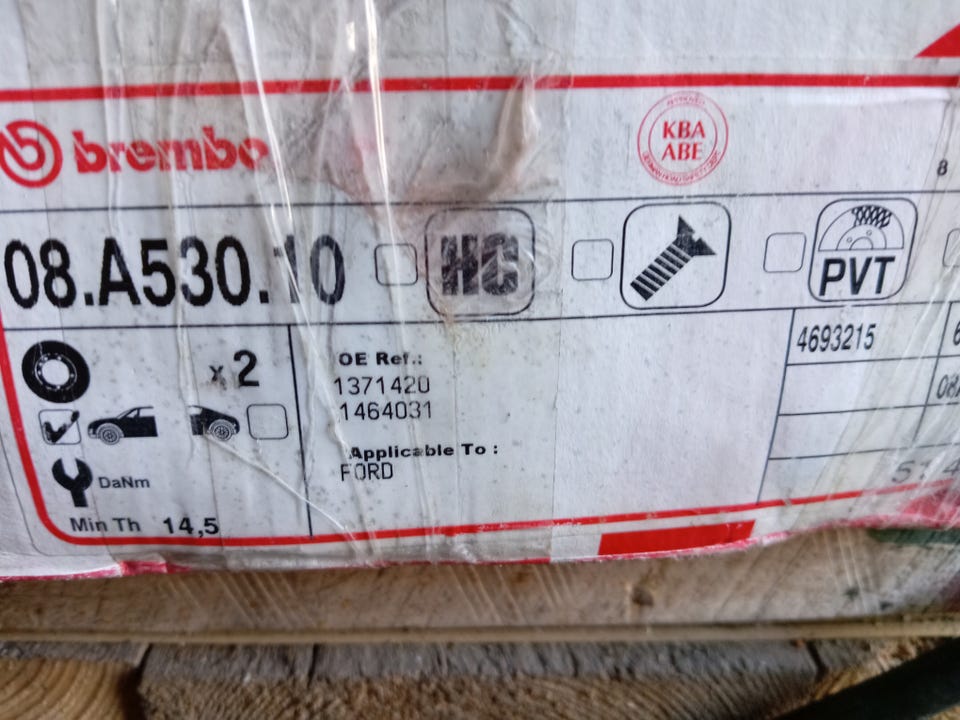 brembo
KBA
ABE
8
08.A530.10
HC
PVT
x 2
OE Ref.:
1371420
1464031
Applicable To :
FORD
4693215
DaNm
Min Th 14,5